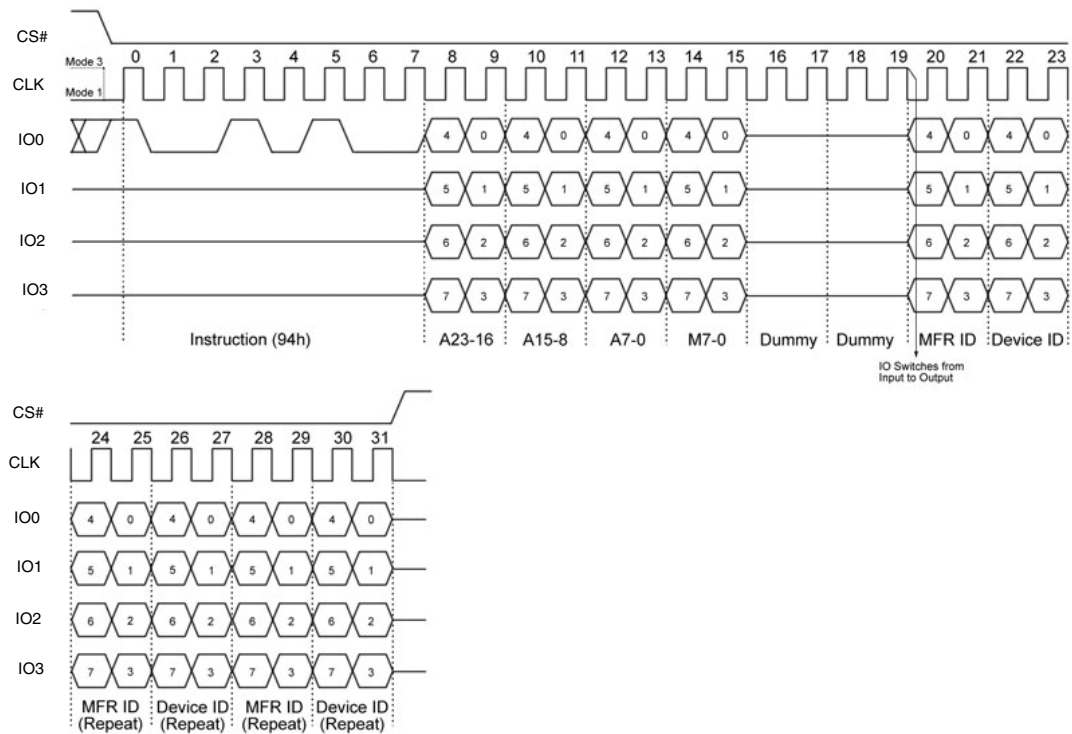 CS#
0 1 2 3 4 5 6 7 8 9 10 11 12 13 14 15 16 17 18 19 20 21 22 23
Mode 3
CLK
Mode 1
IO0 4 0 4 0 4 0 4 0 4 0 4 0
IO1 5 1 5 1 5 1 5 1 5 1 5 1
IO2 6 2 6 2 6 2 6 2 6 2 6 2
IO3 7 3 7 3 7 3 7 3 7 3 7 3
Instruction (94h) A23-16 A15-8 A7-0 M7-0 Dummy Dummy MFR ID Device ID
IO Switches from
Input to Output
CS#
24 25 26 27 28 29 30 31
CLK
IO0 4 0 4 0 4 0 4 0
IO1 5 1 5 1 5 1 5 1
IO2 6 2 6 2 6 2 6 2
IO3 7 3 7 3 7 3 7 3
MFR ID Device ID MFR ID Device ID
(Repeat) (Repeat) (Repeat) (Repeat)